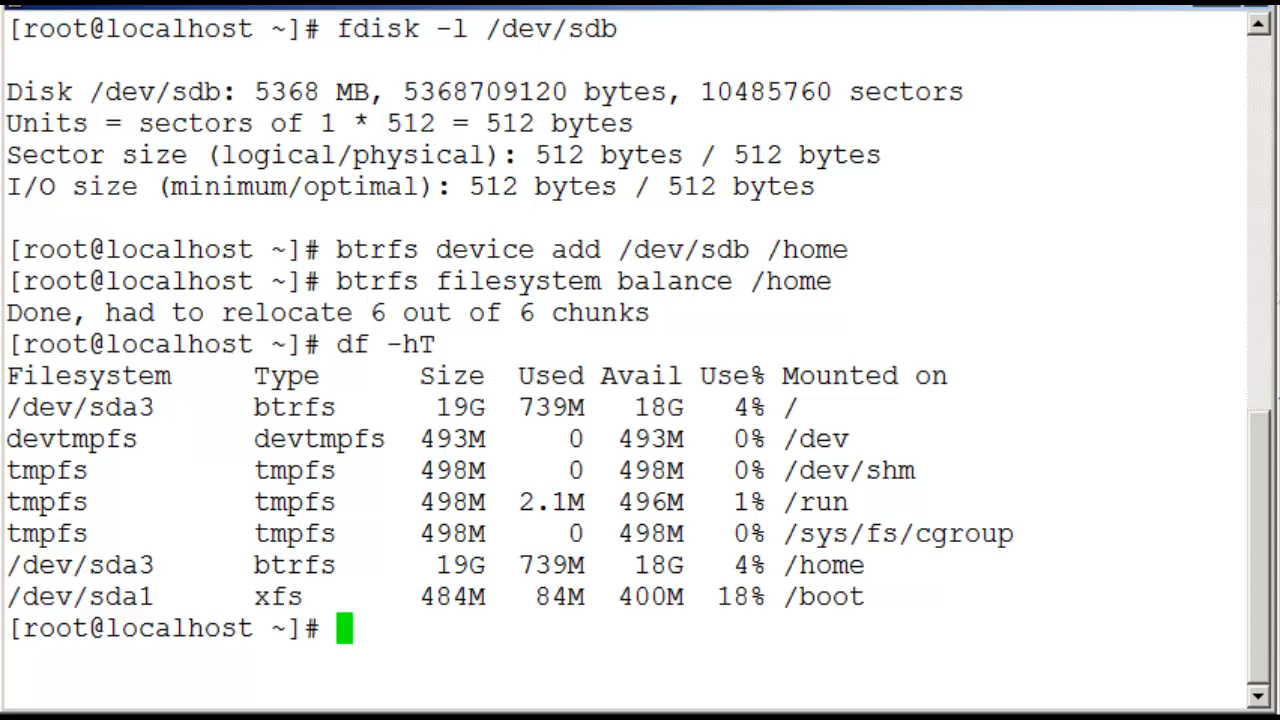 [root@localhost ~]# fdisk -l /dev/sdb
Disk /dev/sdb: 5368 MB, 5368709120 bytes, 10485760 sectors
Units = sectors of 1 * 512 = 512 bytes
Sector size (logical/physical): 512 bytes / 512 bytes
I/O size (minimum/optimal): 512 bytes / 512 bytes
[root@localhost ~]# btrfs device add /dev/sdb /home
[root@localhost ~]# btrfs filesystem balance /home
Done, had to relocate 6 out of 6 chunks
[root@localhost ~]# df -hT
Filesystem     Type      Size  Used Avail Use% Mounted on
/dev/sda3      btrfs      19G  739M   18G   4% /
devtmpfs       devtmpfs  493M     0  493M   0% /dev
tmpfs          tmpfs     498M     0  498M   0% /dev/shm
tmpfs          tmpfs     498M  2.1M  496M   1% /run
tmpfs          tmpfs     498M     0  498M   0% /sys/fs/cgroup
/dev/sda3      btrfs      19G  739M   18G   4% /home
/dev/sda1      xfs       484M   84M  400M  18% /boot
[root@localhost ~]#